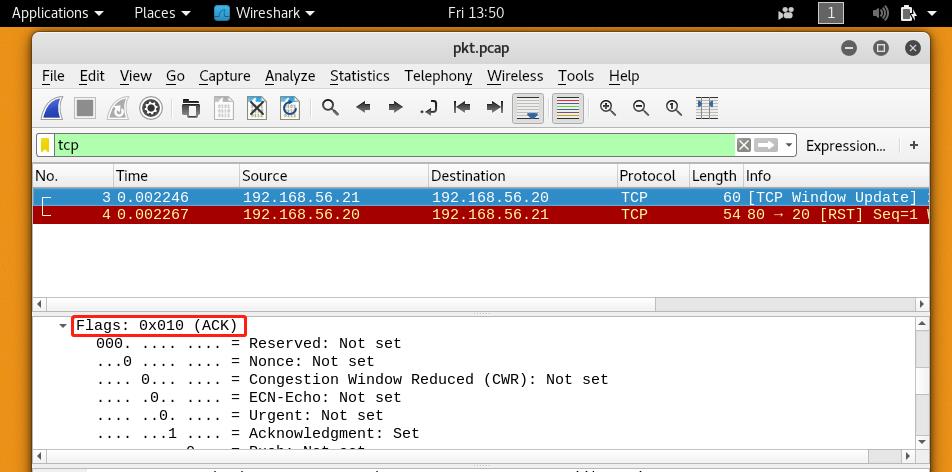 Applications Places Wireshark Fri 13:50 1
pkt.pcap
File Edit View Go Capture Analyze Statistics Telephony Wireless Tools Help
tcp Expression... +
No. Time Source Destination Protocol Length Info
3 0.002246 192.168.56.21 192.168.56.20 TCP 60 [TCP Window Update]
4 0.002267 192.168.56.20 192.168.56.21 TCP 54 80 → 20 [RST] Seq=1
Flags: 0x010 (ACK)
000. .... .... = Reserved: Not set
...0 .... .... = Nonce: Not set
.... 0... .... = Congestion Window Reduced (CWR): Not set
.... .0.. .... = ECN-Echo: Not set
.... ..0. .... = Urgent: Not set
.... ...1 .... = Acknowledgment: Set